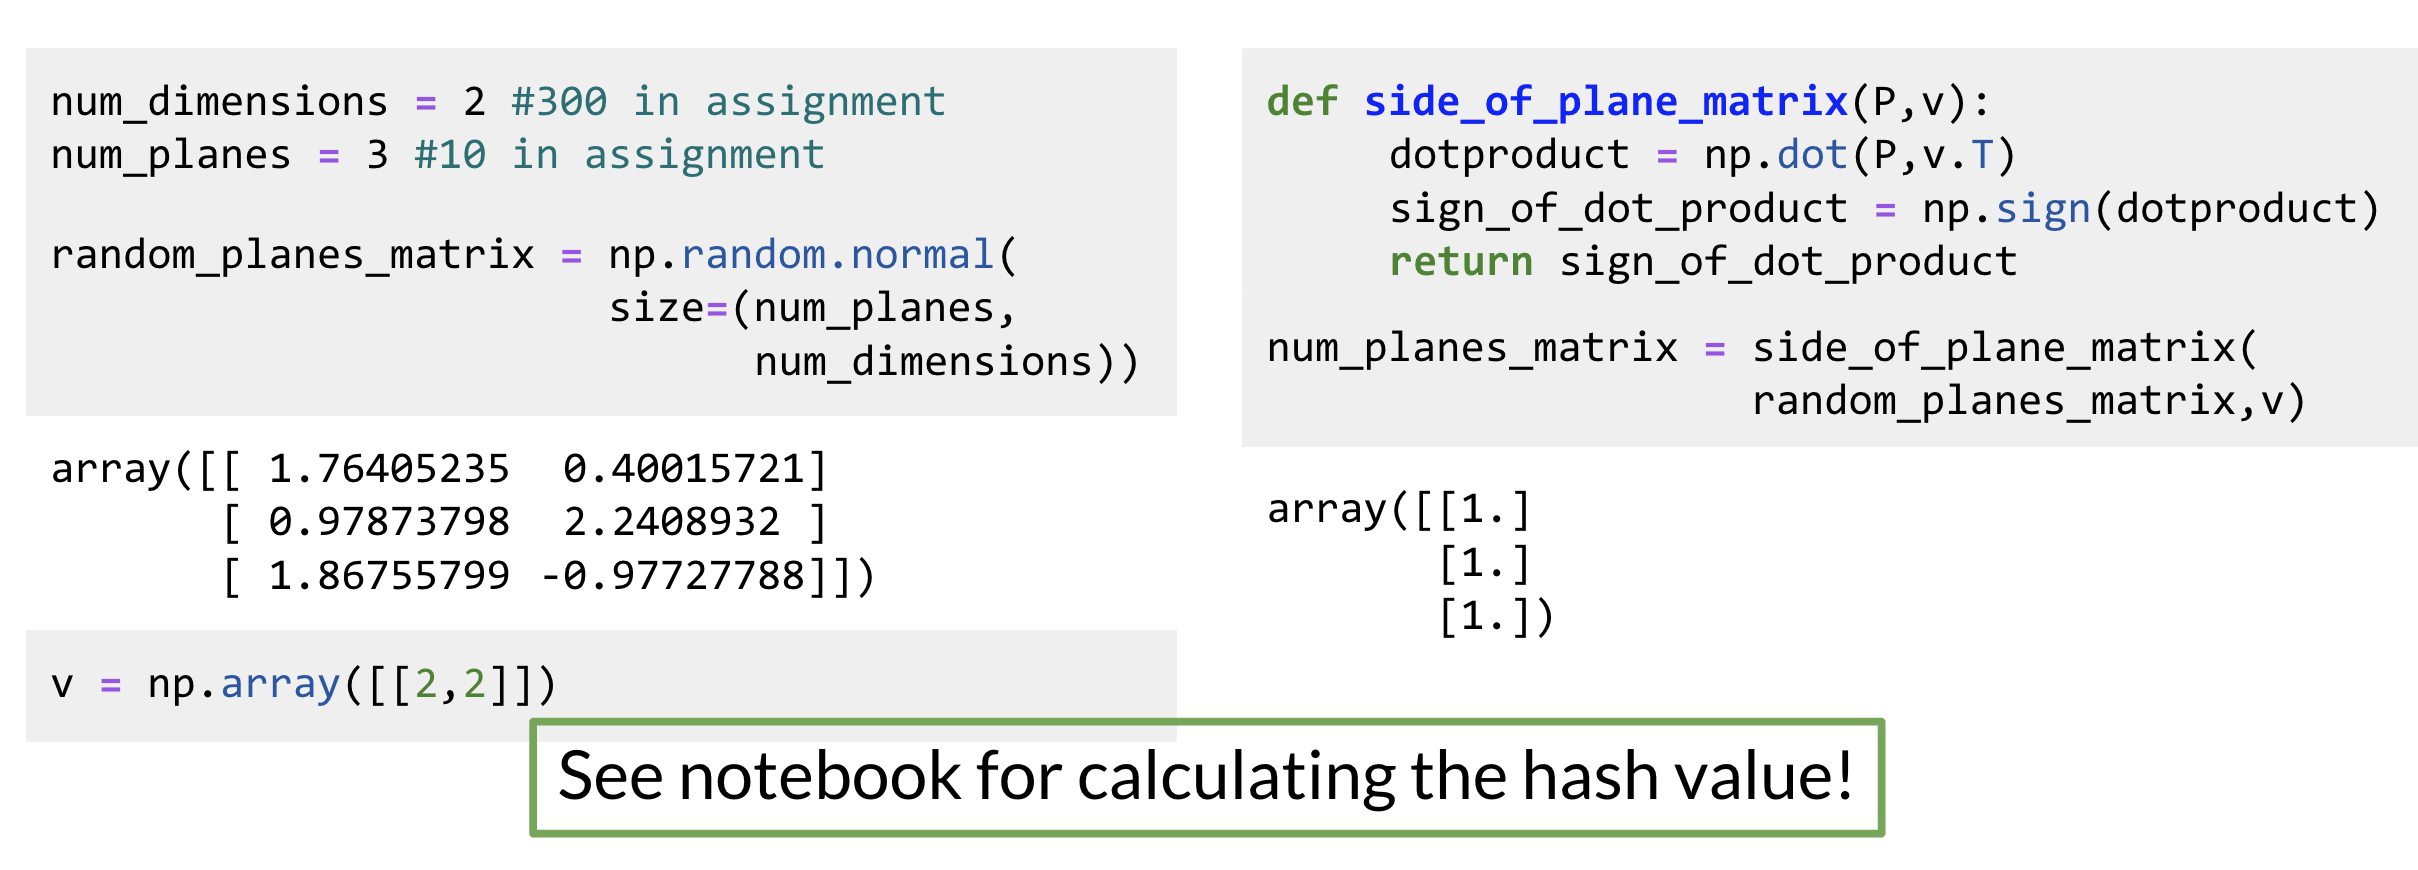 num_dimensions = 2 #300 in assignment
num_planes = 3 #10 in assignment
random_planes_matrix = np.random.normal(
                       size=(num_planes,
                             num_dimensions))
array([[ 1.76405235  0.40015721]
       [ 0.97873798  2.2408932 ]
       [ 1.86755799 -0.97727788]])
v = np.array([[2,2]])
def side_of_plane_matrix(P,v):
     dotproduct = np.dot(P,v.T)
     sign_of_dot_product = np.sign(dotproduct)
     return sign_of_dot_product
num_planes_matrix = side_of_plane_matrix(
                    random_planes_matrix,v)
array([[1.]
       [1.]
       [1.])
See notebook for calculating the hash value!